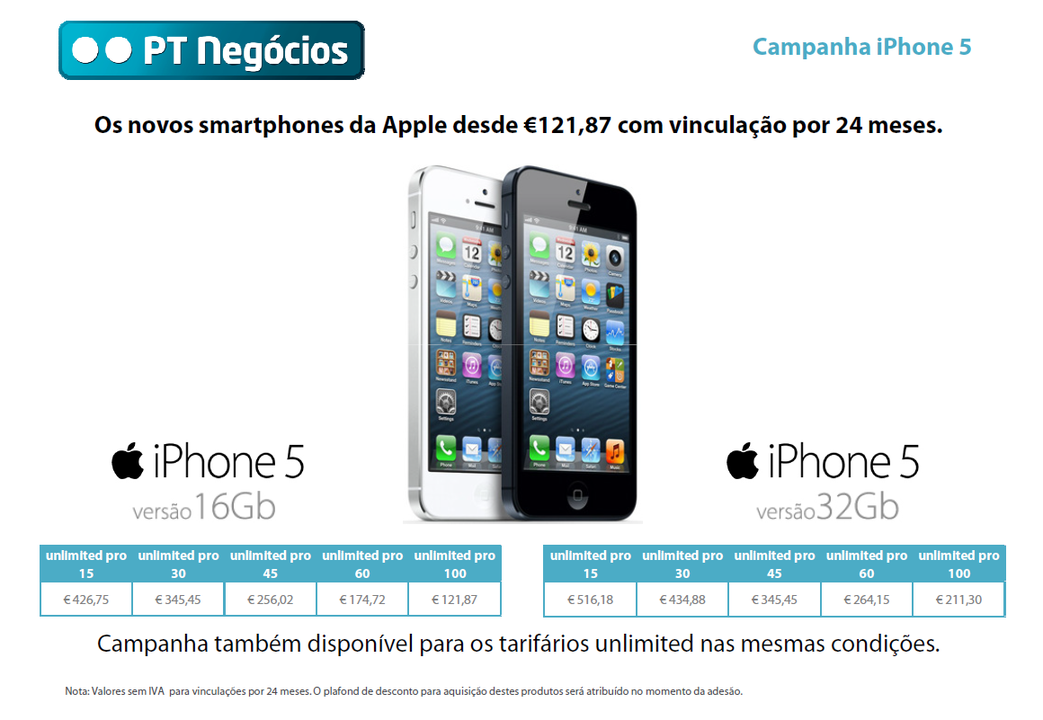 PT Negócios
Campanha iPhone 5
Os novos smartphones da Apple desde €121,87 com vinculação por 24 meses.
iPhone 5
versão 16Gb
iPhone 5
versão 32Gb
unlimited pro 15 unlimited pro 30 unlimited pro 45 unlimited pro 60 unlimited pro 100
€ 426,75 € 345,45 € 256,02 € 174,72 € 121,87
unlimited pro 15 unlimited pro 30 unlimited pro 45 unlimited pro 60 unlimited pro 100
€ 516,18 € 434,88 € 345,45 € 264,15 € 211,30
Campanha também disponível para os tarifários unlimited nas mesmas condições.
Nota: Valores sem IVA para vinculações por 24 meses. O plafond de desconto para aquisição destes produtos será atribuído no momento da adesão.